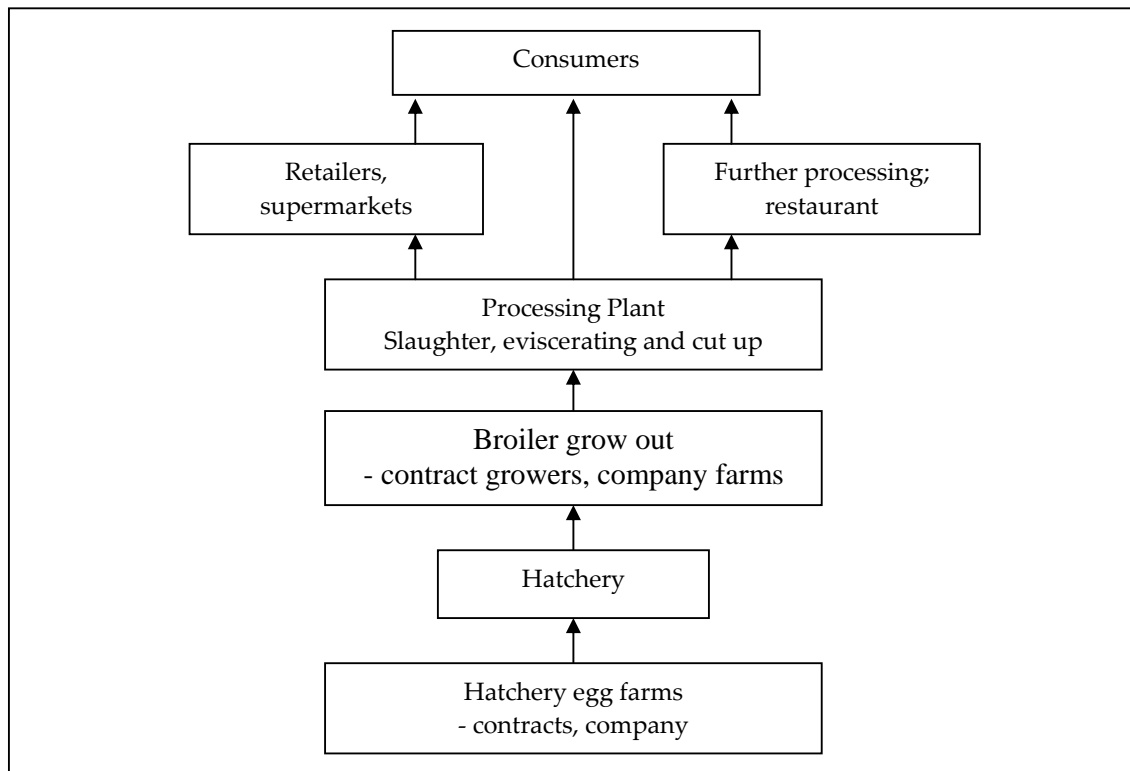 Consumers
Retailers,
supermarkets
Further processing;
restaurant
Processing Plant
Slaughter, eviscerating and cut up
Broiler grow out
- contract growers, company farms
Hatchery
Hatchery egg farms
- contracts, company